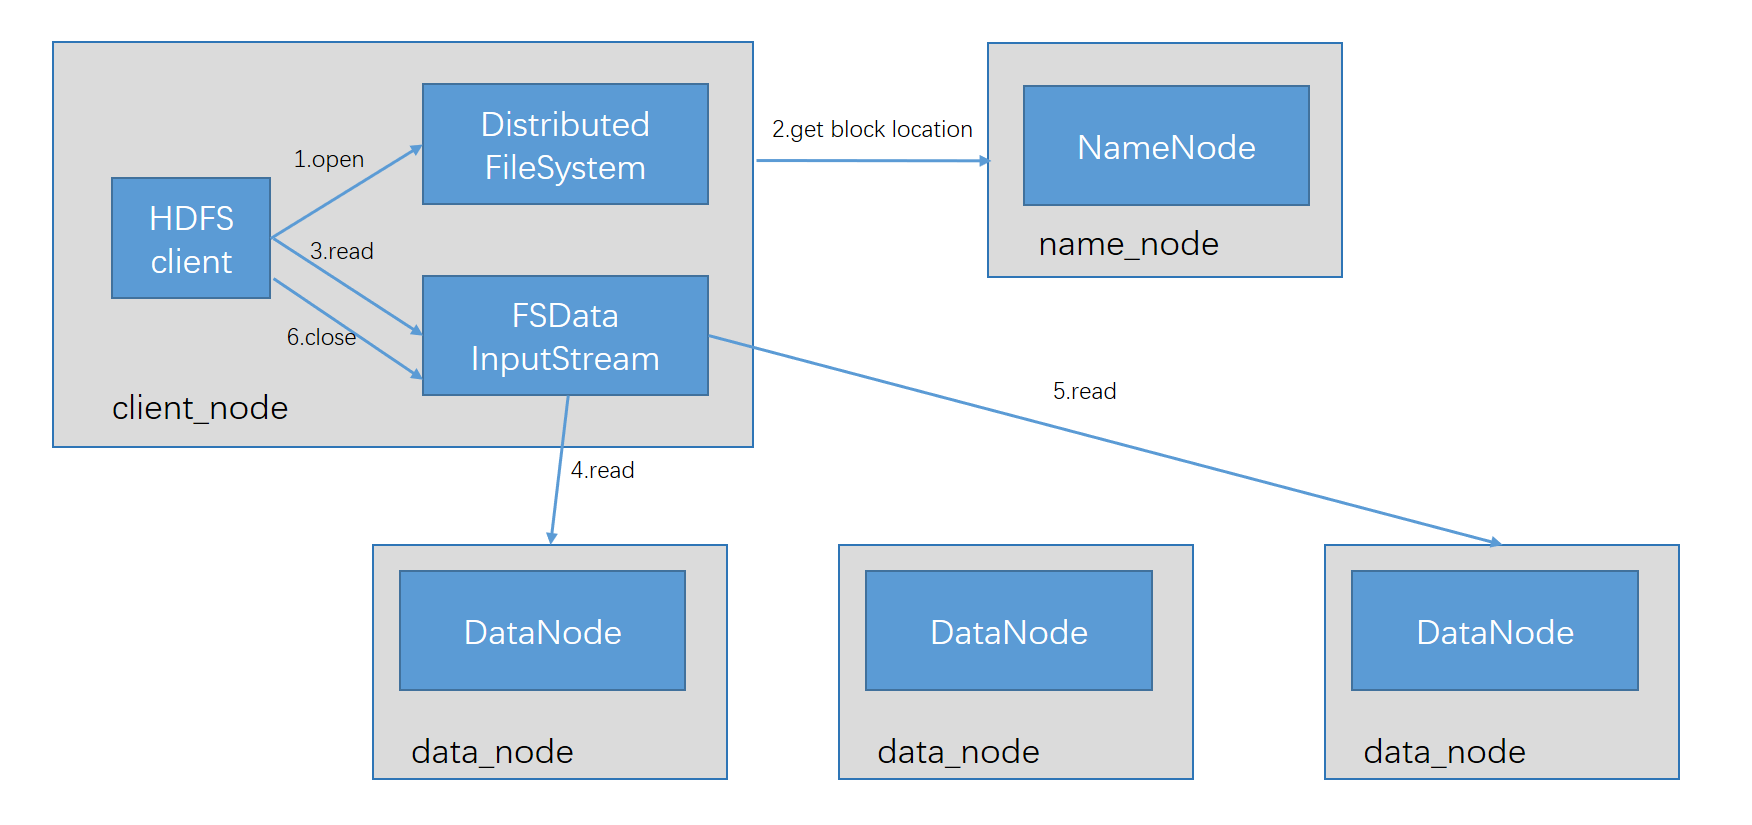 Distributed
FileSystem
2.get block location
NameNode
1.open
HDFS
client
3.read
name_node
FSData
InputStream
6.close
client_node
5.read
4.read
DataNode
DataNode
DataNode
data_node
data_node
data_node